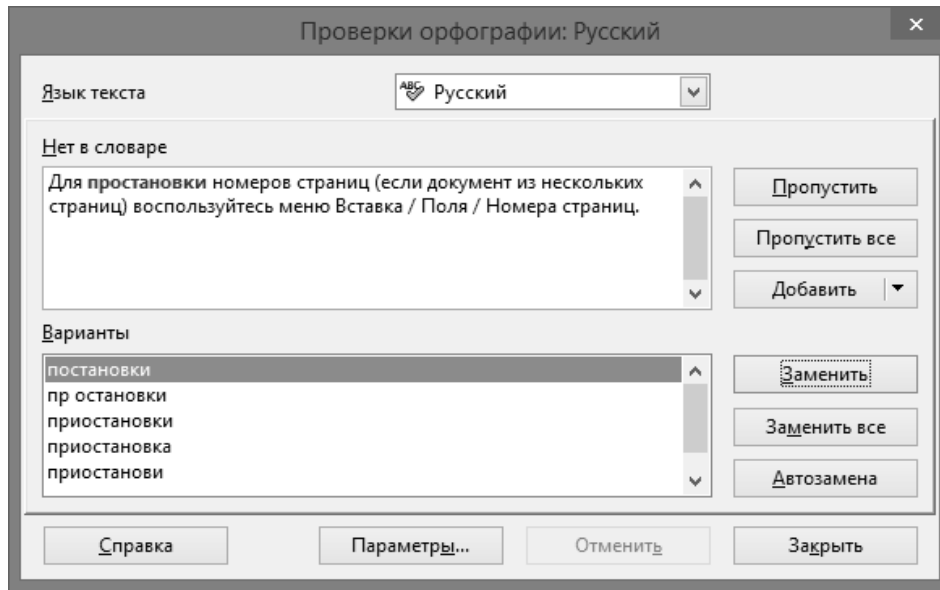 Проверки орфографии: Русский
Язык текста
Русский
Нет в словаре
Для простановки номеров страниц (если документ из нескольких
страниц) воспользуйтесь меню Вставка / Поля / Номера страниц.
Пропустить
Пропустить все
Добавить
Варианты
постановки
пр остановки
приостановки
приостановка
приостанови
Заменить
Заменить все
Автозамена
Справка
Параметры...
Отменить
Закрыть